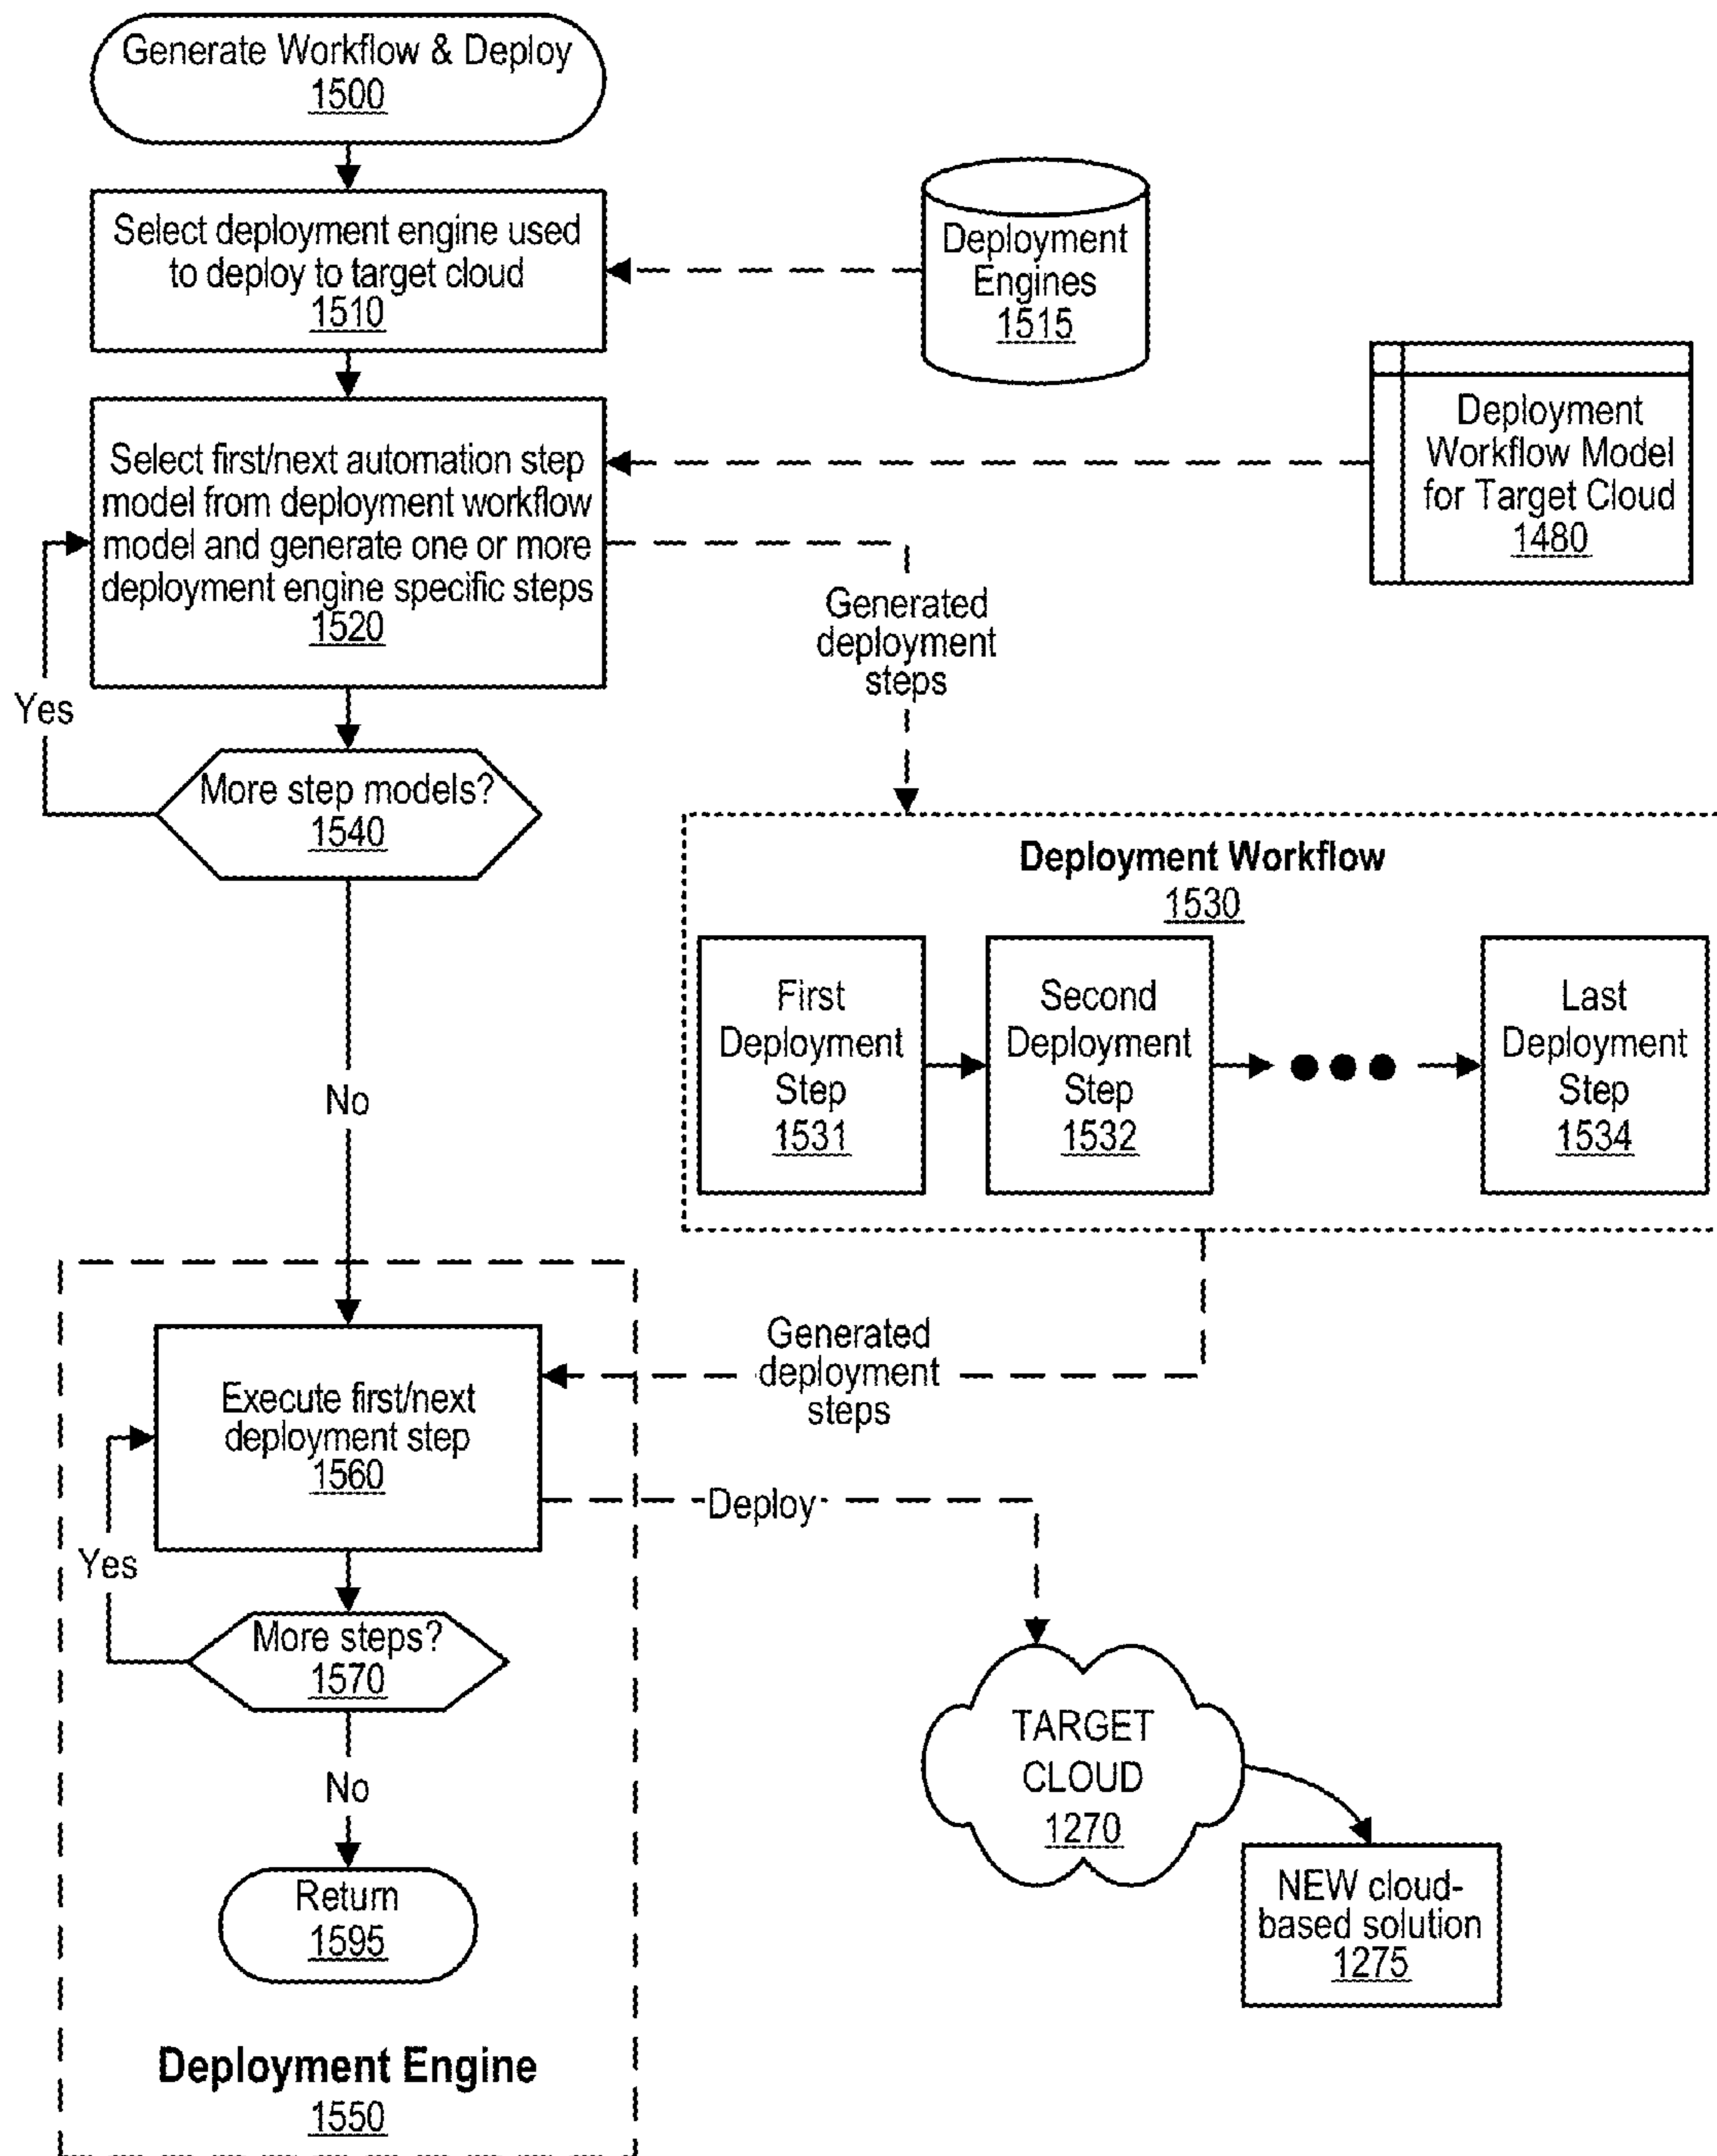 Generate Workflow & Deploy
1500
Select deployment engine used
to deploy to target cloud
1510
Deployment
Engines
1515
Deployment
Workflow Model
for Target Cloud
1480
Select first/next automation step
model from deployment workflow
model and generate one or more
deployment engine specific steps
1520
Generated
deployment
steps
Yes
More step models?
1540
No
Deployment Workflow
1530
First
Deployment
Step
1531
Second
Deployment
Step
1532
Last
Deployment
Step
1534
Generated
deployment
steps
Execute first/next
deployment step
1560
Deploy
Yes
More steps?
1570
No
Return
1595
Deployment Engine
1550
TARGET
CLOUD
1270
NEW cloud-
based solution
1275